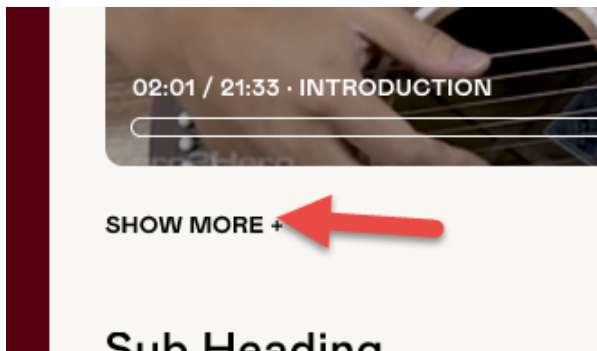 02:01 / 21:33 · INTRODUCTION
SHOW MORE +
Sub Heading